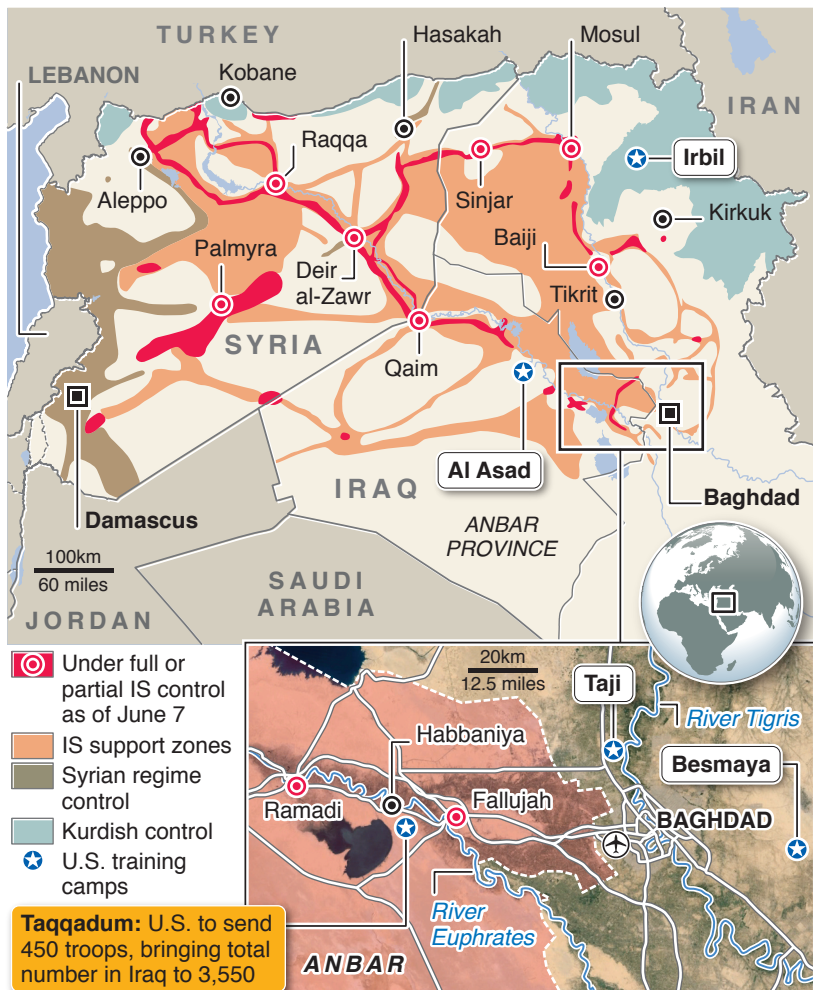 TURKEY
Hasakah
Mosul
LEBANON
Kobane
IRAN
Raqqa
Irbil
Aleppo
Sinjar
Kirkuk
Palmyra
Baiji
Deir
al-Zawr
Tikrit
SYRIA
Qaim
Al Asad
IRAQ
Baghdad
Damascus
ANBAR
PROVINCE
100km
60 miles
SAUDI
ARABIA
JORDAN
Under full or
partial IS control
as of June 7
IS support zones
Syrian regime
control
Kurdish control
U.S. training
camps
Taqqadum: U.S. to send
450 troops, bringing total
number in Iraq to 3,550
20km
12.5 miles
Taji
River Tigris
Habbaniya
Besmaya
Ramadi
Fallujah
BAGHDAD
River
Euphrates
ANBAR